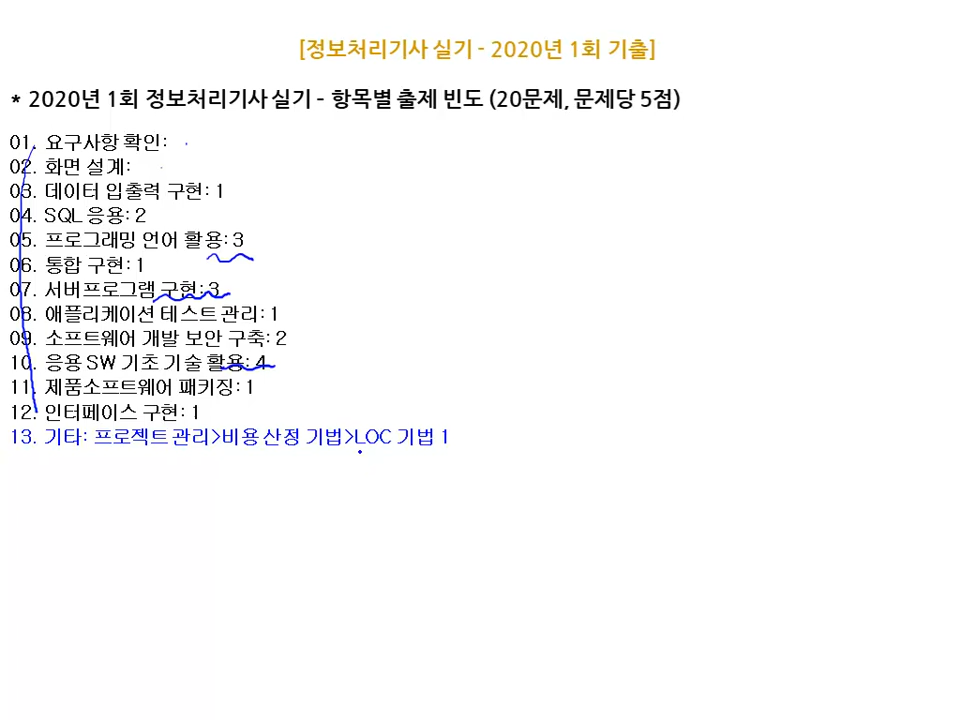 [정보처리기사 실기 - 2020년 1회 기출]
* 2020년 1회 정보처리기사 실기 - 항목별 출제 빈도 (20문제, 문제당 5점)
01. 요구사항 확인:
02. 화면 설계:
03. 데이터 입출력 구현: 1
04. SQL 응용: 2
05. 프로그래밍 언어 활용: 3
06. 통합 구현: 1
07. 서버프로그램 구현: 3
08. 애플리케이션 테스트 관리: 1
09. 소프트웨어 개발 보안 구축: 2
10. 응용 SW 기초 기술 활용: 4
11. 제품소프트웨어 패키징: 1
12. 인터페이스 구현: 1
13. 기타: 프로젝트 관리>비용 산정 기법>LOC 기법 1